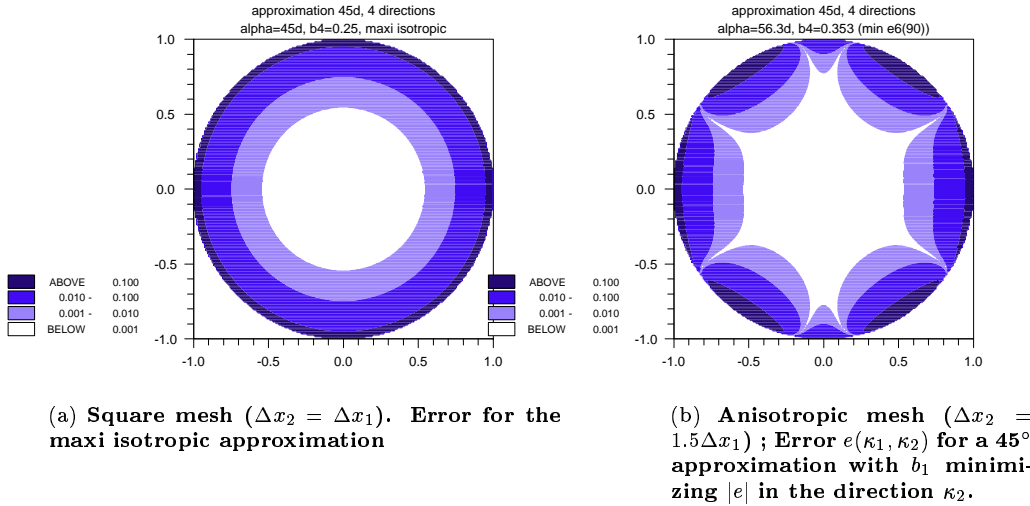 approximation 45d, 4 directions
alpha=45d, b4=0.25, maxi isotropic
1.0
0.5
0.0
-0.5
-1.0
-1.0 -0.5 0.0 0.5 1.0
ABOVE 0.100
0.010 - 0.100
0.001 - 0.010
BELOW 0.001
(a) Square mesh (Δx₂ = Δx₁). Error for the
maxi isotropic approximation
approximation 45d, 4 directions
alpha=56.3d, b4=0.353 (min e6(90))
1.0
0.5
0.0
-0.5
-1.0
-1.0 -0.5 0.0 0.5 1.0
ABOVE 0.100
0.010 - 0.100
0.001 - 0.010
BELOW 0.001
(b) Anisotropic mesh (Δx₂ =
1.5Δx₁) ; Error e(κ₁, κ₂) for a 45°
approximation with b₁ minimi-
zing |e| in the direction κ₂.